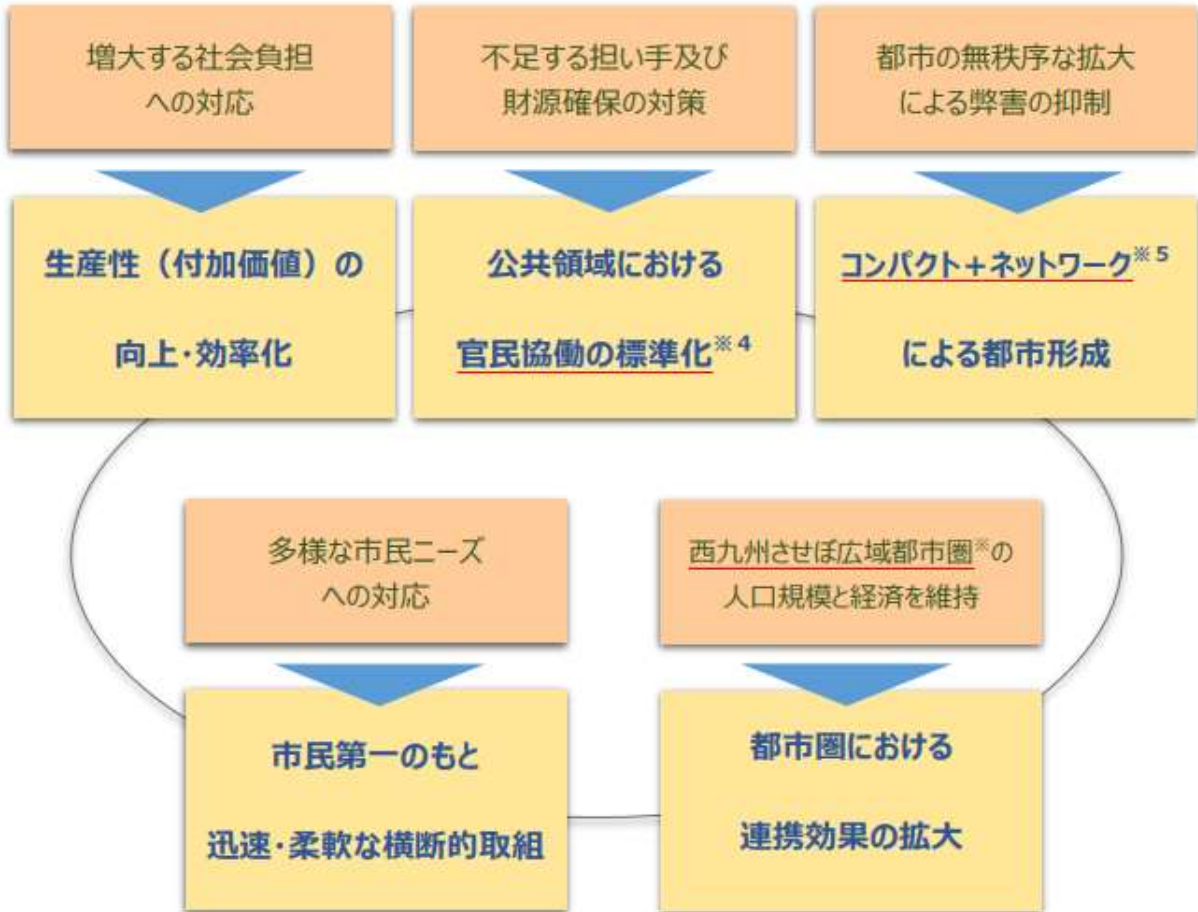 増大する社会負担
への対応
不足する担い手及び
財源確保の対策
都市の無秩序な拡大
による弊害の抑制
生産性（付加価値）の
向上・効率化
公共領域における
官民協働の標準化※4
コンパクト＋ネットワーク※5
による都市形成
多様な市民ニーズ
への対応
西九州させぼ広域都市圏※の
人口規模と経済を維持
市民第一のもと
迅速・柔軟な横断的取組
都市圏における
連携効果の拡大